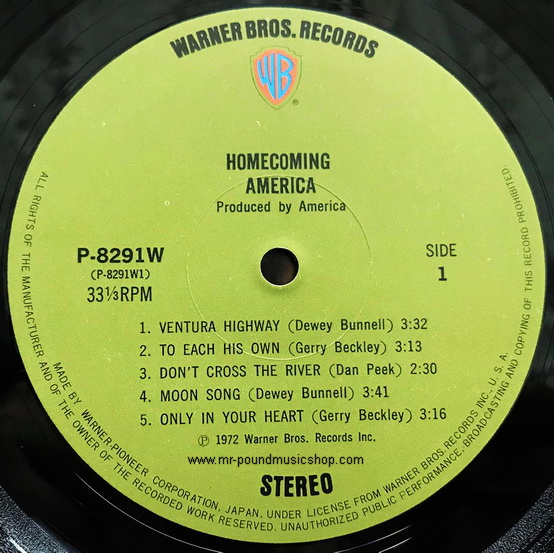 WARNER BROS. RECORDS
WB
®
HOMECOMING
AMERICA
Produced by America
P-8291W
(P-8291W1)
33⅓RPM
SIDE
1
1. VENTURA HIGHWAY (Dewey Bunnell) 3:32
2. TO EACH HIS OWN (Gerry Beckley) 3:13
3. DON'T CROSS THE RIVER (Dan Peek) 2:30
4. MOON SONG (Dewey Bunnell) 3:41
5. ONLY IN YOUR HEART (Gerry Beckley) 3:16
℗ 1972 Warner Bros. Records Inc.
www.mr-poundmusicshop.com
STEREO
MADE BY WARNER-PIONEER CORPORATION, JAPAN, UNDER LICENSE FROM WARNER BROS. RECORDS INC., U. S. A.
ALL RIGHTS OF THE MANUFACTURER AND OF THE OWNER OF THE RECORDED WORK RESERVED. UNAUTHORIZED PUBLIC PERFORMANCE, BROADCASTING AND COPYING OF THIS RECORD PROHIBITED.